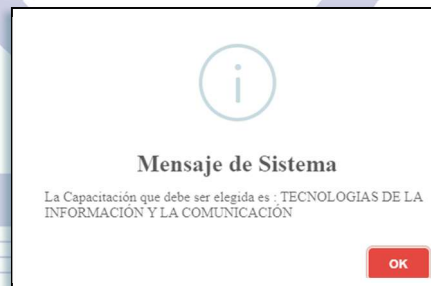 Mensaje de Sistema
La Capacitación que debe ser elegida es : TECNOLOGIAS DE LA
INFORMACIÓN Y LA COMUNICACIÓN
OK